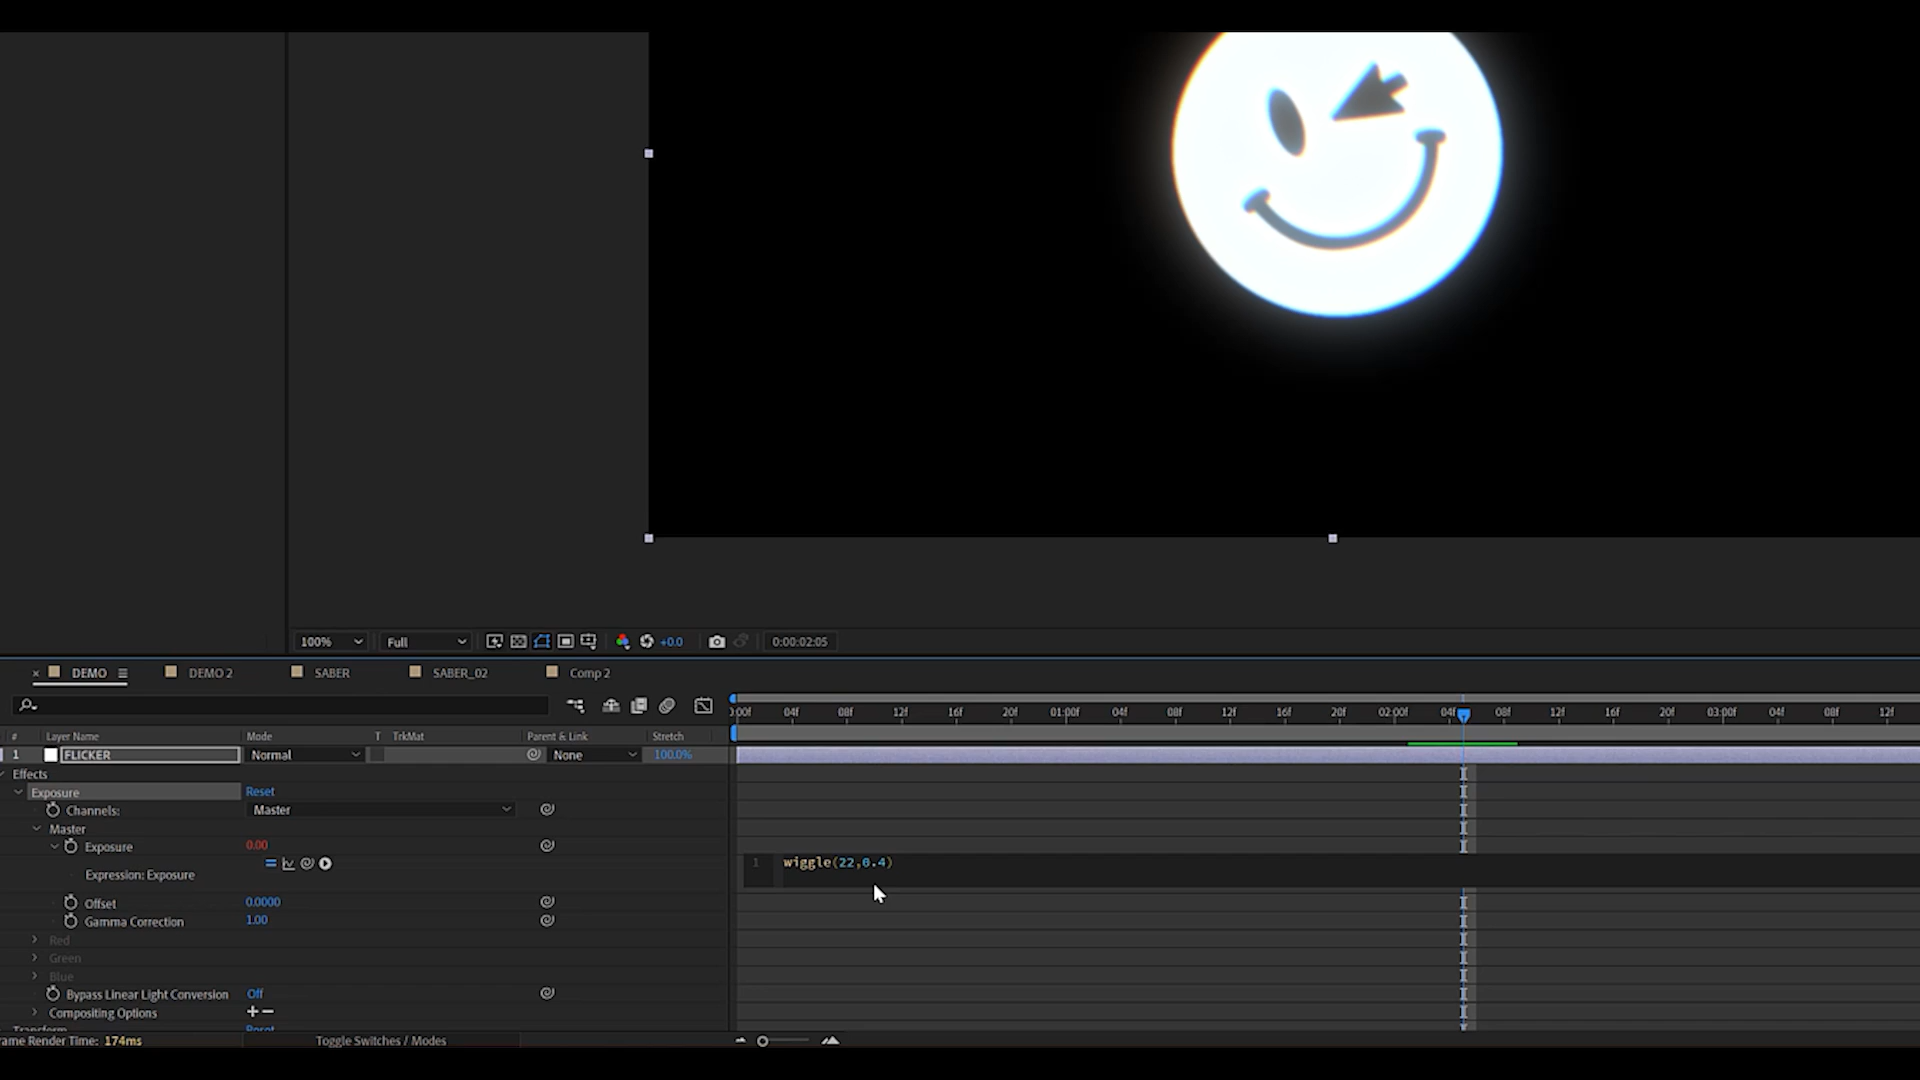 100% Full +0.0 0:00:02:05
DEMO DEMO 2 SABER SABER_02 Comp 2
:00f 04f 08f 12f 16f 20f 01:00f 04f 08f 12f 16f 20f 02:00f 04f 08f 12f 16f 20f 03:00f 04f 08f 12f
# Layer Name Mode T TrkMat Parent & Link Stretch
1 FLICKER Normal None 100.0%
Effects
Exposure Reset
Channels: Master
Master
Exposure 0.00
1 wiggle(22,0.4)
Expression: Exposure
Offset 0.0000
Gamma Correction 1.00
Red
Green
Blue
Bypass Linear Light Conversion Off
Compositing Options + −
Transform Reset
rame Render Time: 174ms Toggle Switches / Modes